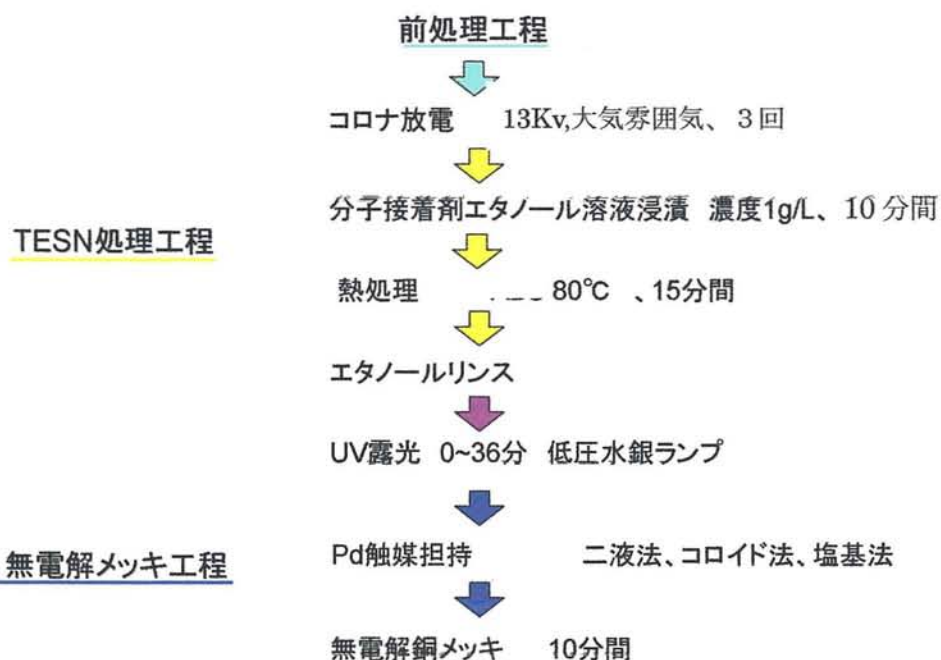 前処理工程
コロナ放電 13Kv,大気雰囲気、3回
分子接着剤エタノール溶液浸漬 濃度1g/L、10分間
TESN処理工程
熱処理 80℃ 、15分間
エタノールリンス
UV露光 0~36分 低圧水銀ランプ
Pd触媒担持 二液法、コロイド法、塩基法
無電解メッキ工程
無電解銅メッキ 10分間